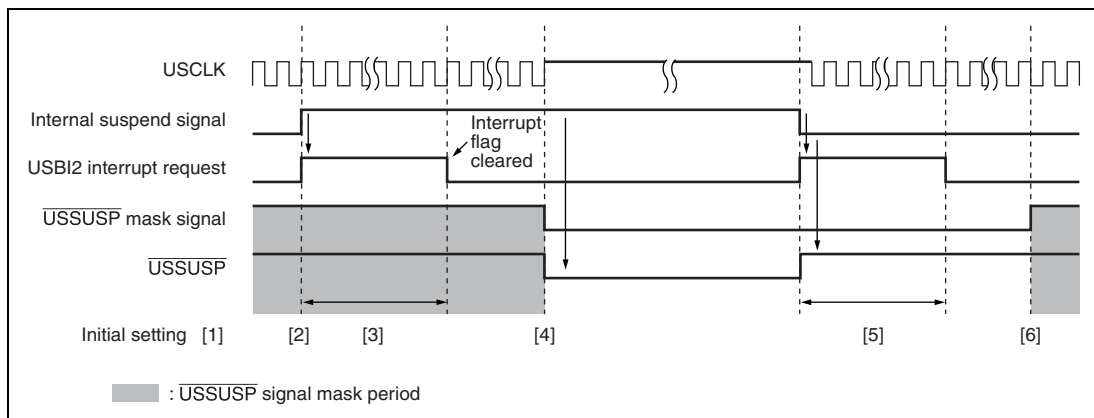 USCLK
Internal suspend signal
Interrupt
flag
cleared
USBI2 interrupt request
USSUSP mask signal
USSUSP
Initial setting [1] [2] [3] [4] [5] [6]
: USSUSP signal mask period